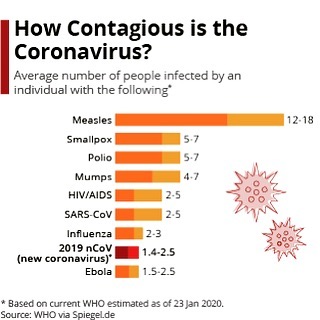 How Contagious is the
Coronavirus?
Average number of people infected by an
individual with the following*
Measles 12-18
Smallpox 5-7
Polio 5-7
Mumps 4-7
HIV/AIDS 2-5
SARS-CoV 2-5
Influenza 2-3
2019 nCoV
(new coronavirus)* 1.4-2.5
Ebola 1.5-2.5
* Based on current WHO estimated as of 23 Jan 2020.
Source: WHO via Spiegel.de